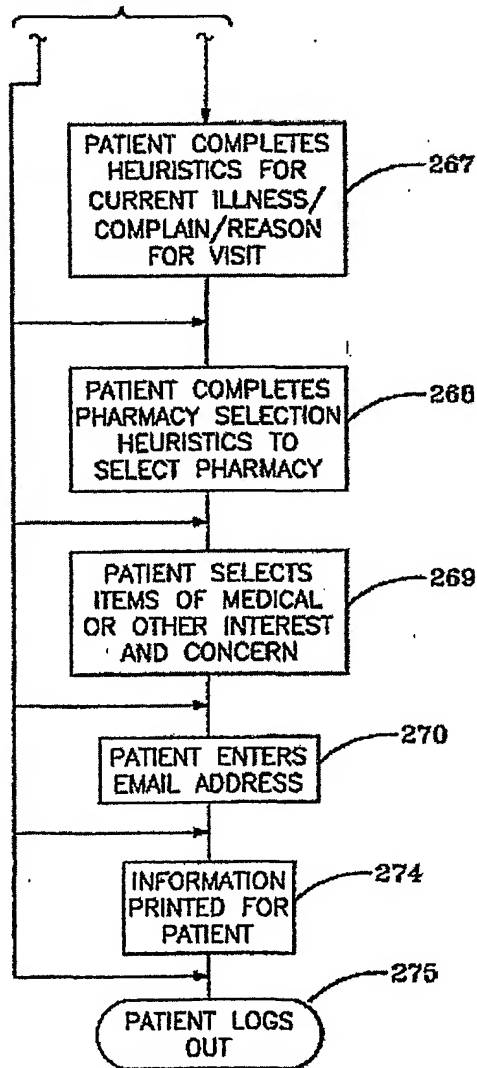 PATIENT COMPLETES
HEURISTICS FOR
CURRENT ILLNESS/
COMPLAIN/REASON
FOR VISIT
267
PATIENT COMPLETES
PHARMACY SELECTION
HEURISTICS TO
SELECT PHARMACY
268
PATIENT SELECTS
ITEMS OF MEDICAL
OR OTHER INTEREST
AND CONCERN
269
PATIENT ENTERS
EMAIL ADDRESS
270
INFORMATION
PRINTED FOR
PATIENT
274
PATIENT LOGS
OUT
275